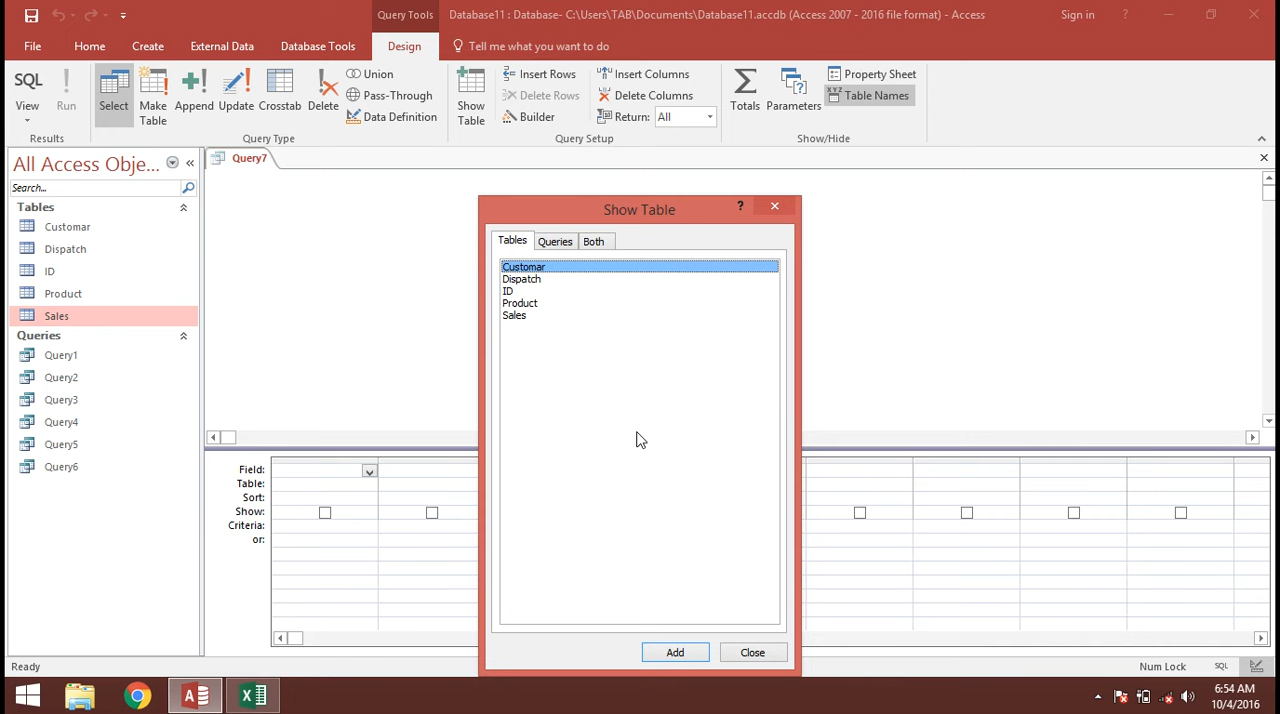 Query Tools
Database11 : Database- C:\Users\TAB\Documents\Database11.accdb (Access 2007 - 2016 file format) - Access
Sign in
?
File
Home
Create
External Data
Database Tools
Design
Tell me what you want to do
SQL
View
Run
Select
Make Table
Append
Update
Crosstab
Delete
Union
Pass-Through
Data Definition
Show Table
Insert Rows
Delete Rows
Builder
Insert Columns
Delete Columns
Return: All
Totals
Parameters
Property Sheet
XYZ Table Names
Results
Query Type
Query Setup
Show/Hide
All Access Obje...
Search...
Tables
Customar
Dispatch
ID
Product
Sales
Queries
Query1
Query2
Query3
Query4
Query5
Query6
Query7
Show Table
?
Tables
Queries
Both
Customar
Dispatch
ID
Product
Sales
Add
Close
Field:
Table:
Sort:
Show:
Criteria:
or:
Ready
Num Lock
SQL
6:54 AM
10/4/2016